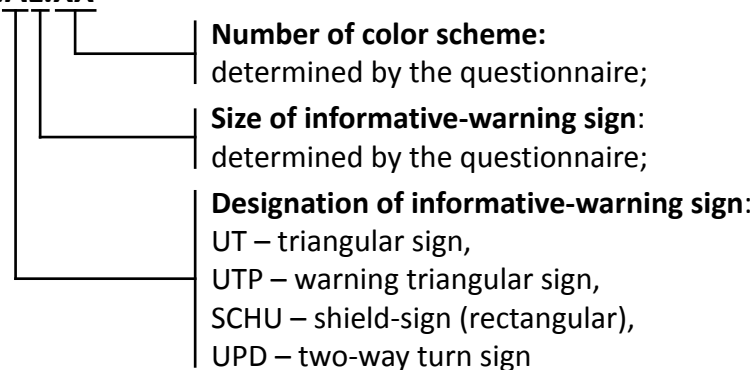 Number of color scheme:
determined by the questionnaire;
Size of informative-warning sign:
determined by the questionnaire;
Designation of informative-warning sign:
UT – triangular sign,
UTP – warning triangular sign,
SCHU – shield-sign (rectangular),
UPD – two-way turn sign